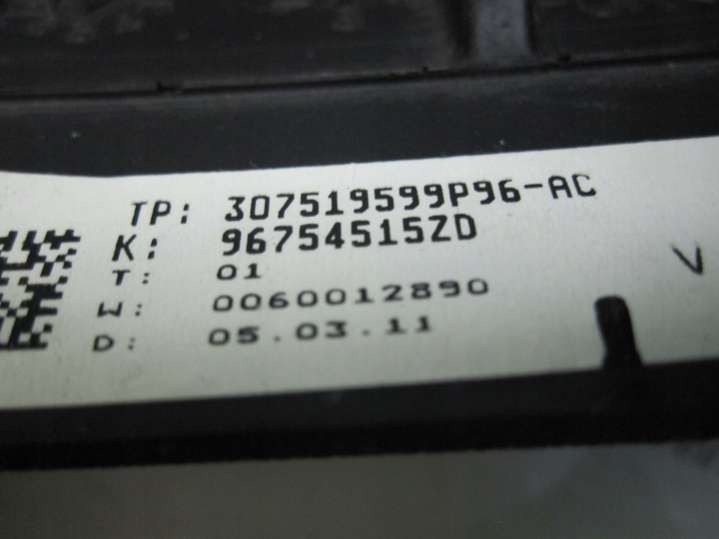 TP: 307519599P96-AC
K: 96754515ZD
T: 01
W: 0060012890
D: 05.03.11
V